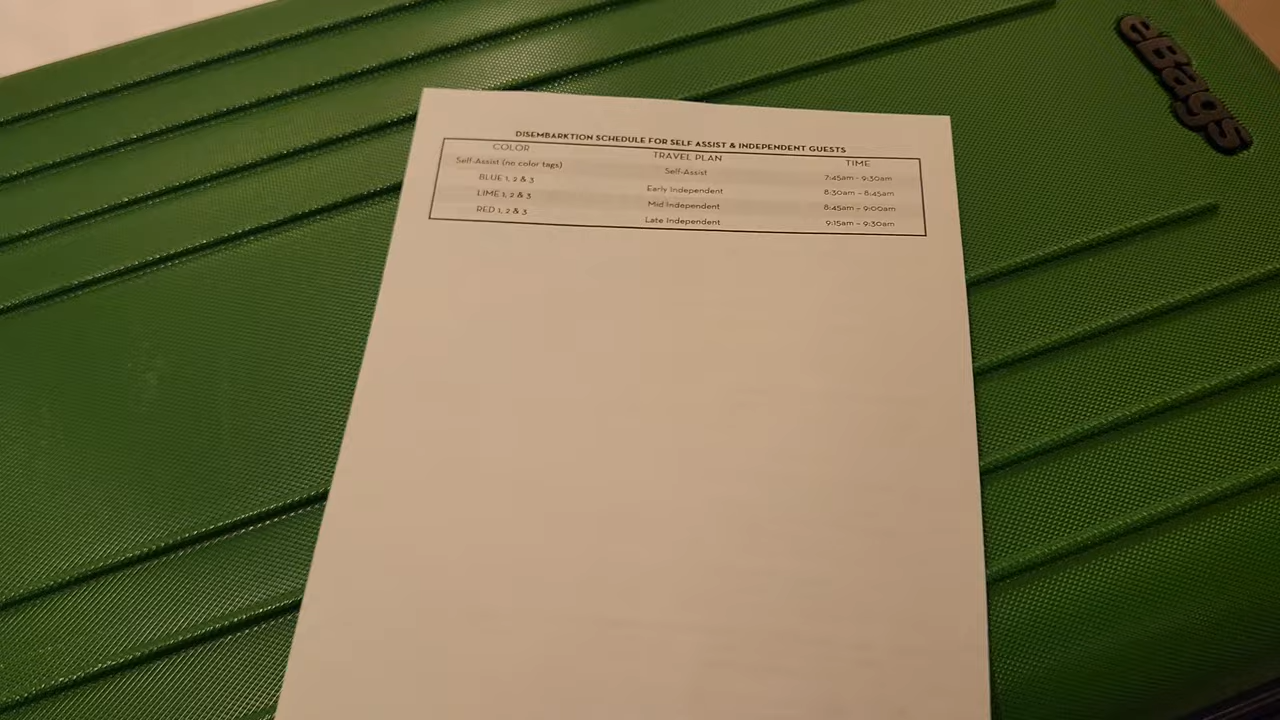 eBags
DISEMBARKTION SCHEDULE FOR SELF ASSIST & INDEPENDENT GUESTS
COLOR TRAVEL PLAN TIME
Self-Assist (no color tags) Self-Assist 7:45am - 9:30am
BLUE 1, 2 & 3 Early Independent 8:30am – 8:45am
LIME 1, 2 & 3 Mid Independent 8:45am – 9:00am
RED 1, 2 & 3 Late Independent 9:15am – 9:30am